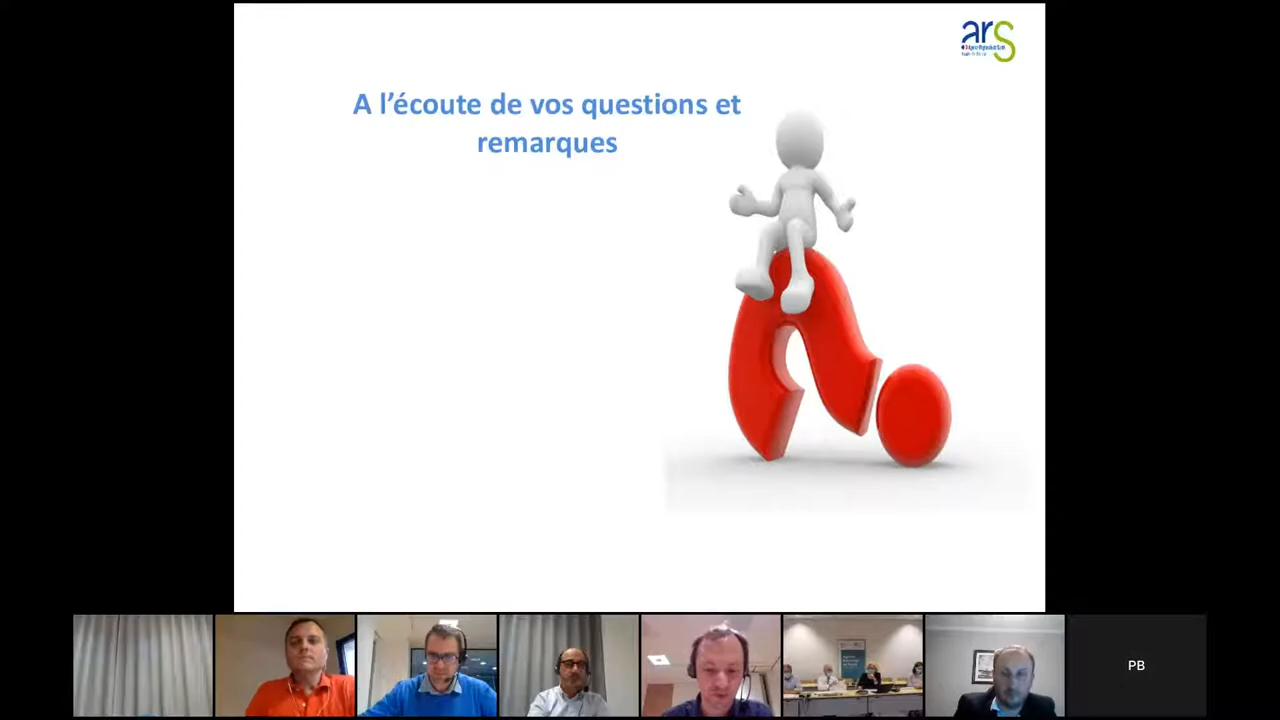 ars
A l’écoute de vos questions et
remarques
PB